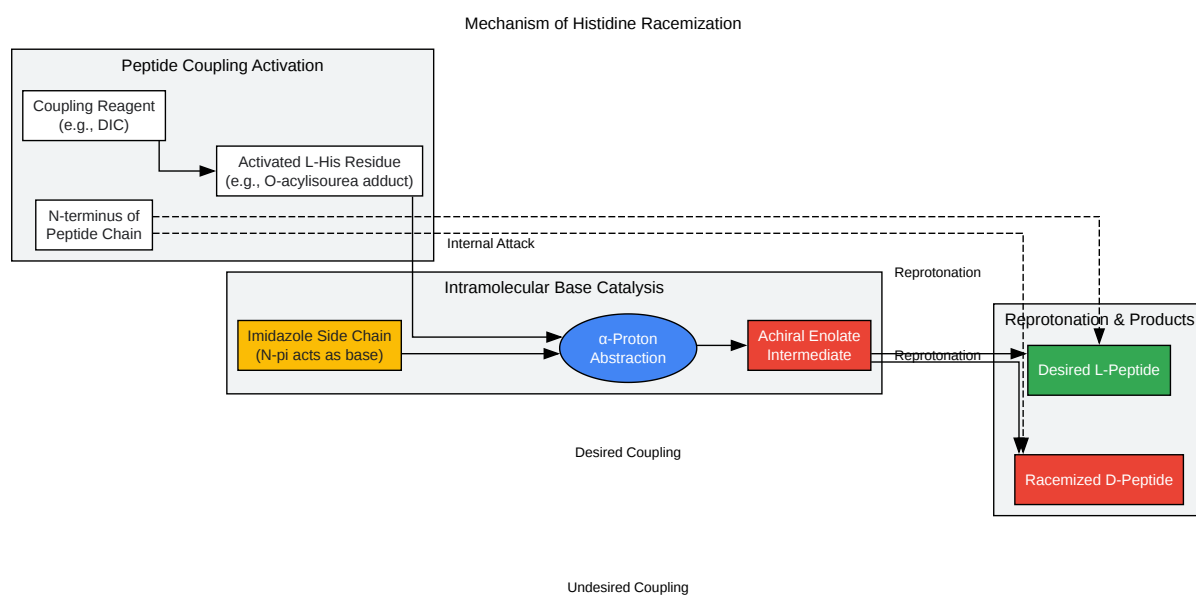 Mechanism of Histidine Racemization
Peptide Coupling Activation
Coupling Reagent
(e.g., DIC)
Activated L-His Residue
(e.g., O-acylisourea adduct)
N-terminus of
Peptide Chain
Internal Attack
Reprotonation
Intramolecular Base Catalysis
Imidazole Side Chain
(N-pi acts as base)
α-Proton
Abstraction
Achiral Enolate
Intermediate
Reprotonation
Reprotonation & Products
Desired L-Peptide
Racemized D-Peptide
Desired Coupling
Undesired Coupling